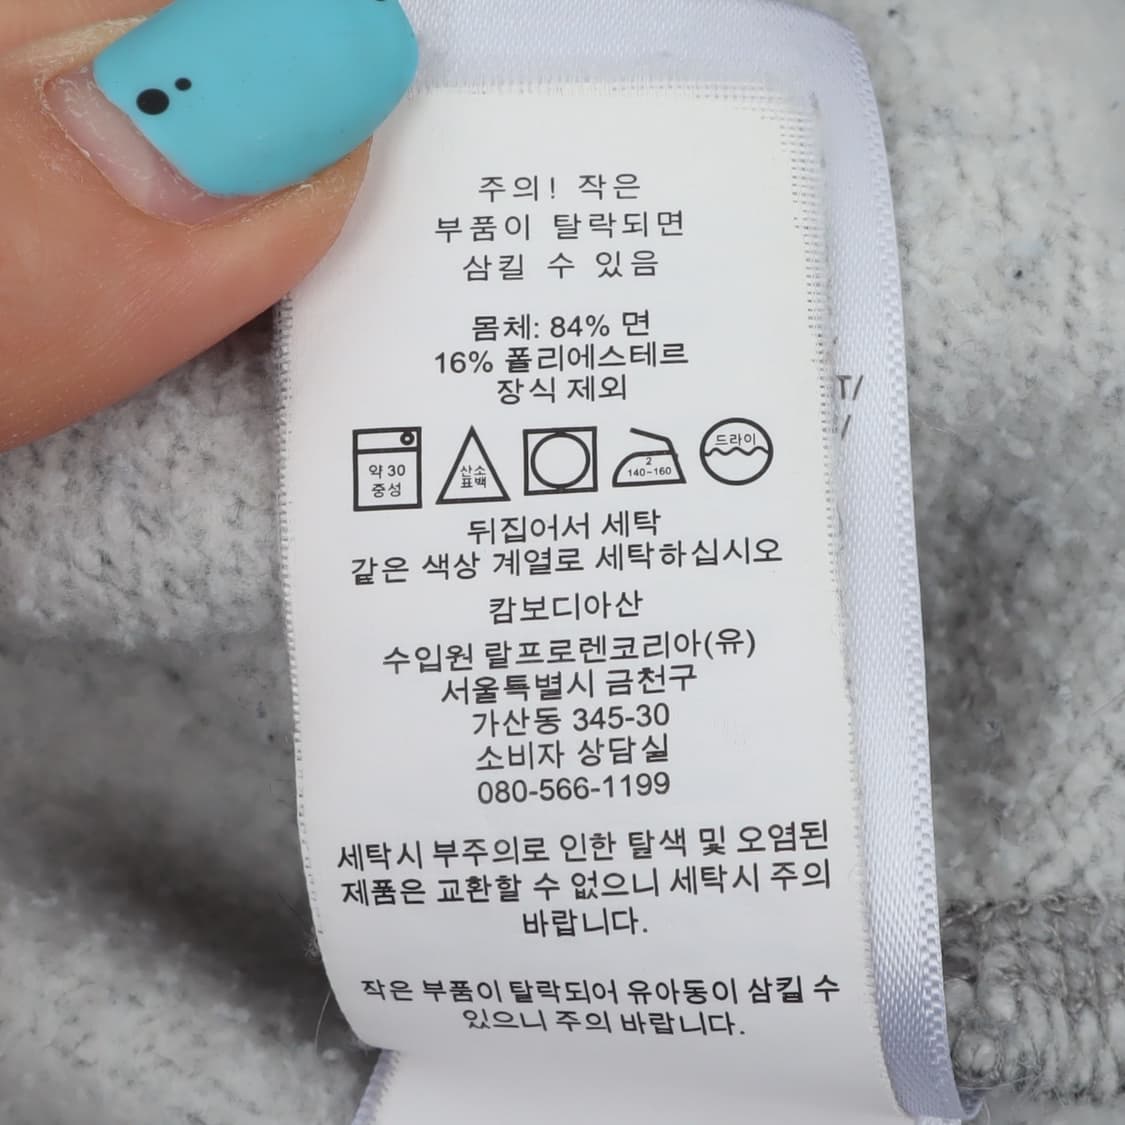 주의! 작은
부품이 탈락되면
삼킬 수 있음
몸체: 84% 면
16% 폴리에스테르
장식 제외
약 30
중성
산소
표백
2
140-160
드라이
뒤집어서 세탁
같은 색상 계열로 세탁하십시오
캄보디아산
수입원 랄프로렌코리아(유)
서울특별시 금천구
가산동 345-30
소비자 상담실
080-566-1199
세탁시 부주의로 인한 탈색 및 오염된
제품은 교환할 수 없으니 세탁시 주의
바랍니다.
작은 부품이 탈락되어 유아동이 삼킬 수
있으니 주의 바랍니다.
T/